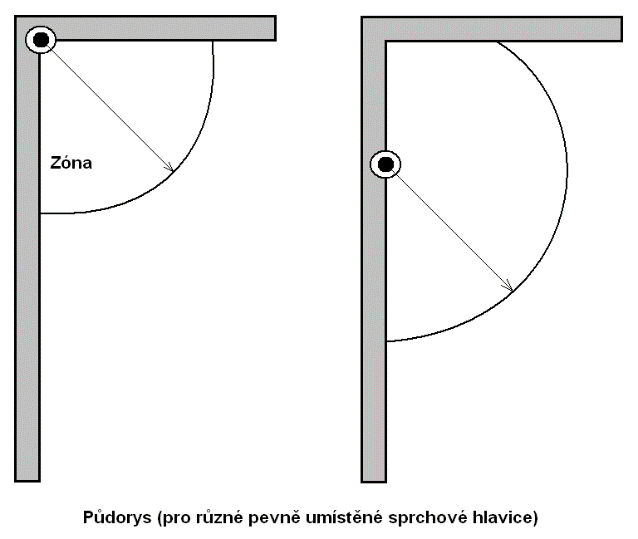 Zóna
Půdorys (pro různé pevně umístěné sprchové hlavice)